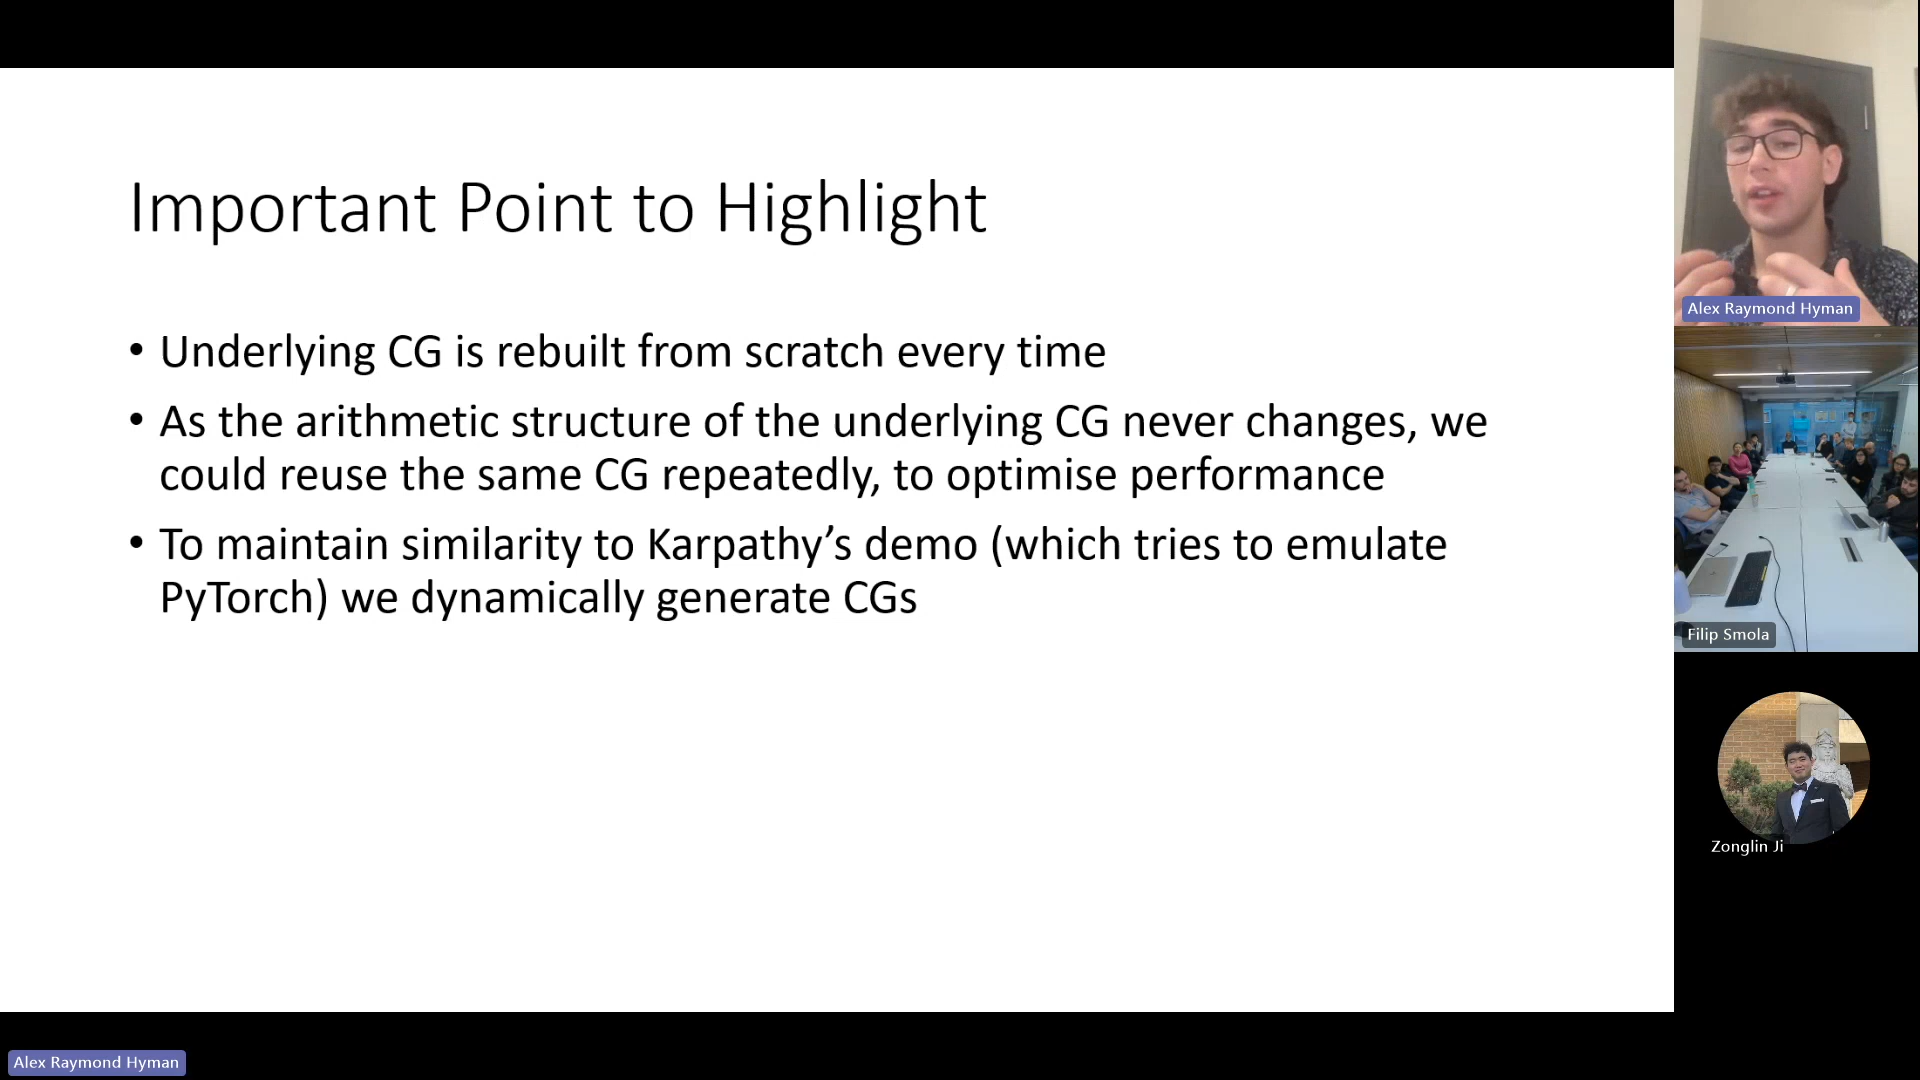 Important Point to Highlight
• Underlying CG is rebuilt from scratch every time
• As the arithmetic structure of the underlying CG never changes, we
could reuse the same CG repeatedly, to optimise performance
• To maintain similarity to Karpathy’s demo (which tries to emulate
PyTorch) we dynamically generate CGs
Alex Raymond Hyman
Filip Smola
Zonglin Ji
Alex Raymond Hyman